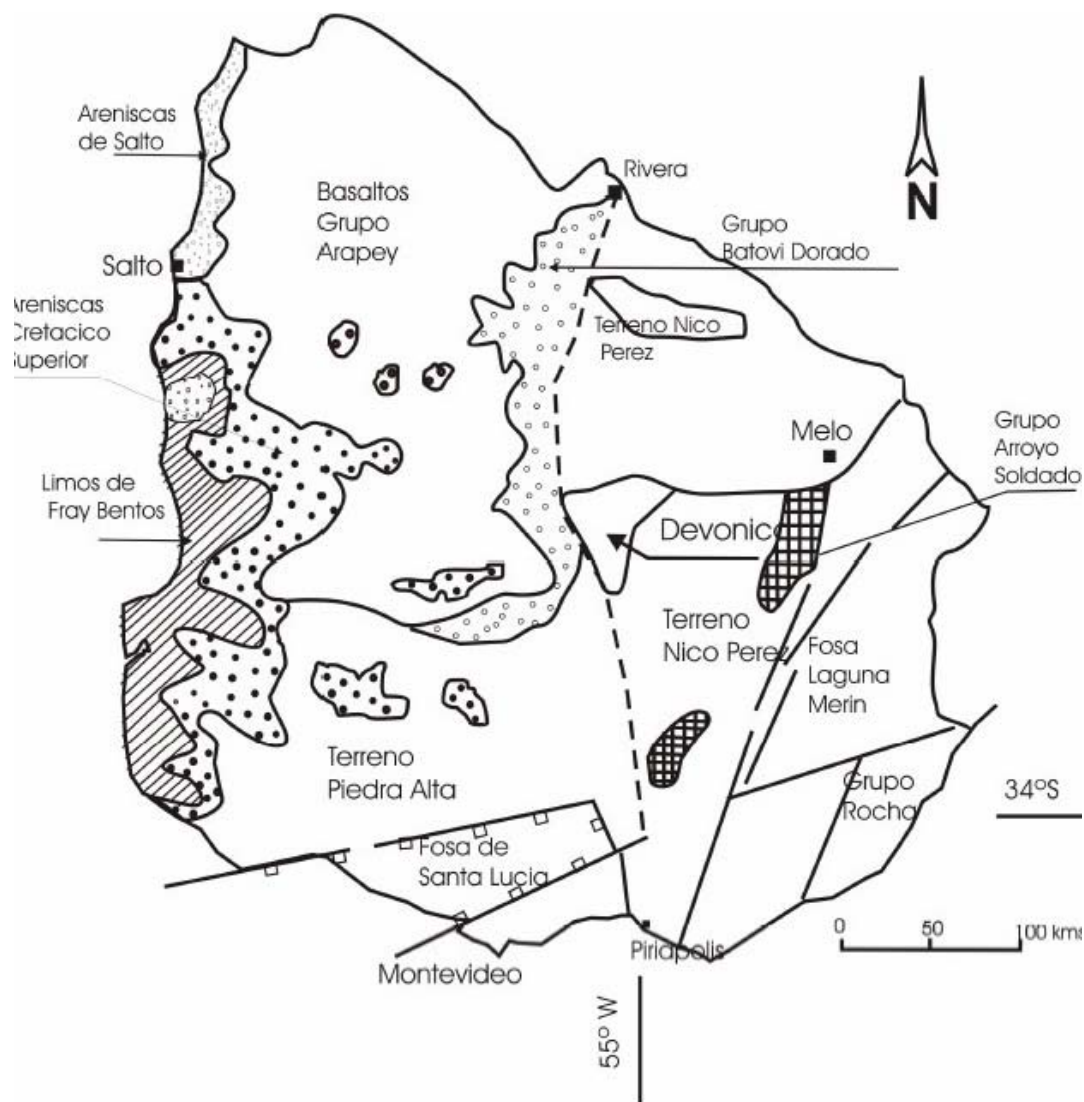 Areniscas
de Salto
Rivera
Basaltos
Grupo
Arapey
N
Grupo
Batovi Dorado
Salto
Areniscas
Cretacico
Superior
Terreno Nico
Perez
Melo
Grupo
Arroyo
Soldado
Limos de
Fray Bentos
Devonico
Terreno
Nico Perez
Fosa
Laguna
Merin
Terreno
Piedra Alta
Grupo
Rocha
34ºS
Fosa de
Santa Lucia
0 50 100 kms
Piriapolis
Montevideo
55º W